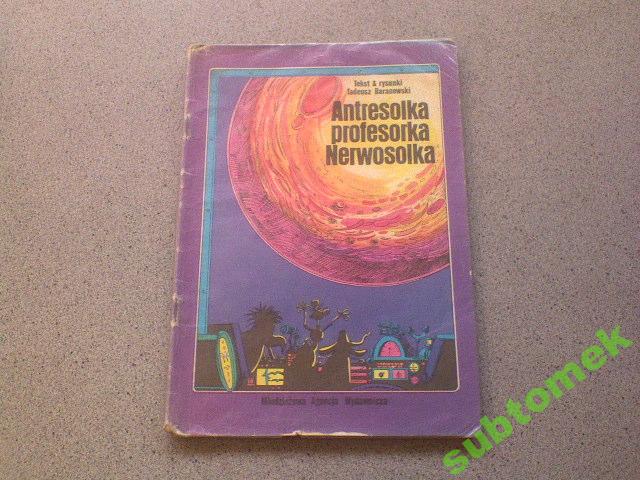 Tekst & rysunki
Tadeusz Baranowski
Antresolka
profesorka
Nerwosolka
Młodzieżowa Agencja Wydawnicza
subtomek